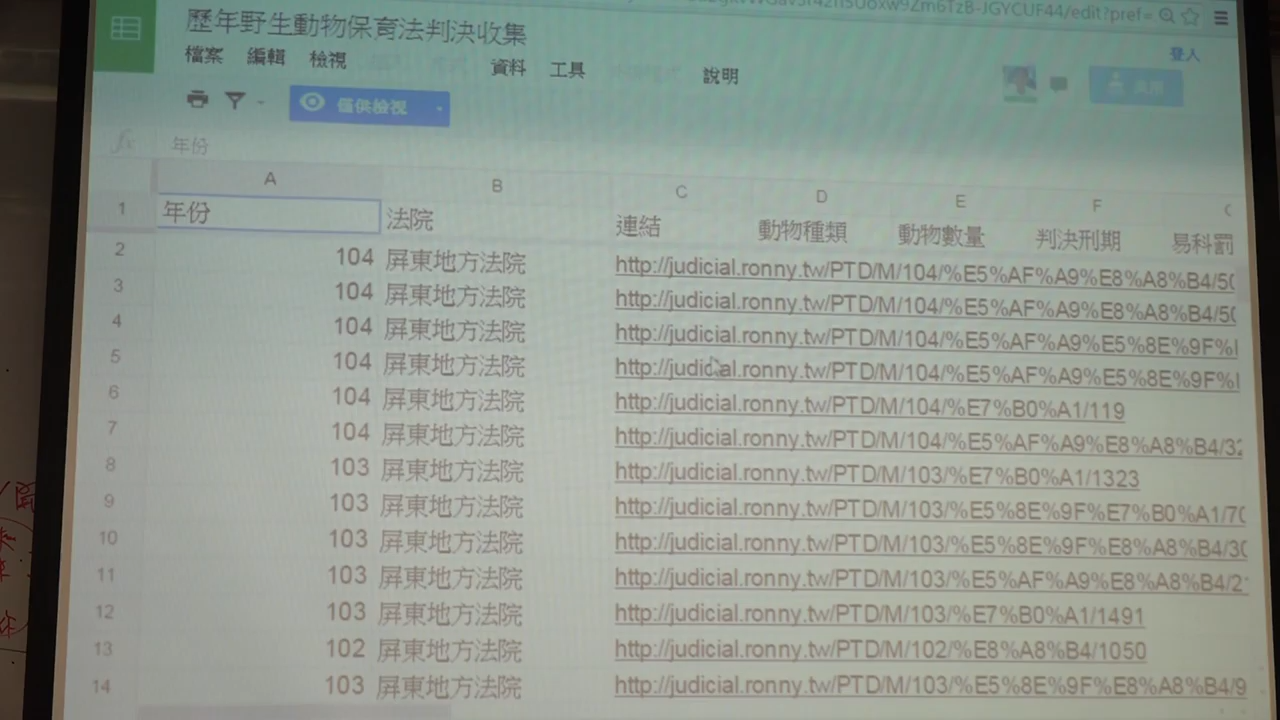 歷年野生動物保育法判決收集
登入
檔案 編輯 檢視 資料 工具 說明
僅供檢視
fx 年份
A B C D E F
1 年份 法院 連結 動物種類 動物數量 判決刑期 易科罰
2 104 屏東地方法院 http://judicial.ronny.tw/PTD/M/104/%E5%AF%A9%E8%A8%B4/50
3 104 屏東地方法院 http://judicial.ronny.tw/PTD/M/104/%E5%AF%A9%E8%A8%B4/50
4 104 屏東地方法院 http://judicial.ronny.tw/PTD/M/104/%E5%AF%A9%E5%8E%9F%
5 104 屏東地方法院 http://judicial.ronny.tw/PTD/M/104/%E5%AF%A9%E5%8E%9F%
6 104 屏東地方法院 http://judicial.ronny.tw/PTD/M/104/%E7%B0%A1/119
7 104 屏東地方法院 http://judicial.ronny.tw/PTD/M/104/%E5%AF%A9%E8%A8%B4/32
8 103 屏東地方法院 http://judicial.ronny.tw/PTD/M/103/%E7%B0%A1/1323
9 103 屏東地方法院 http://judicial.ronny.tw/PTD/M/103/%E5%8E%9F%E7%B0%A1/70
10 103 屏東地方法院 http://judicial.ronny.tw/PTD/M/103/%E5%8E%9F%E8%A8%B4/30
11 103 屏東地方法院 http://judicial.ronny.tw/PTD/M/103/%E5%AF%A9%E8%A8%B4/2
12 103 屏東地方法院 http://judicial.ronny.tw/PTD/M/103/%E7%B0%A1/1491
13 102 屏東地方法院 http://judicial.ronny.tw/PTD/M/102/%E8%A8%B4/1050
14 103 屏東地方法院 http://judicial.ronny.tw/PTD/M/103/%E5%8E%9F%E8%A8%B4/9